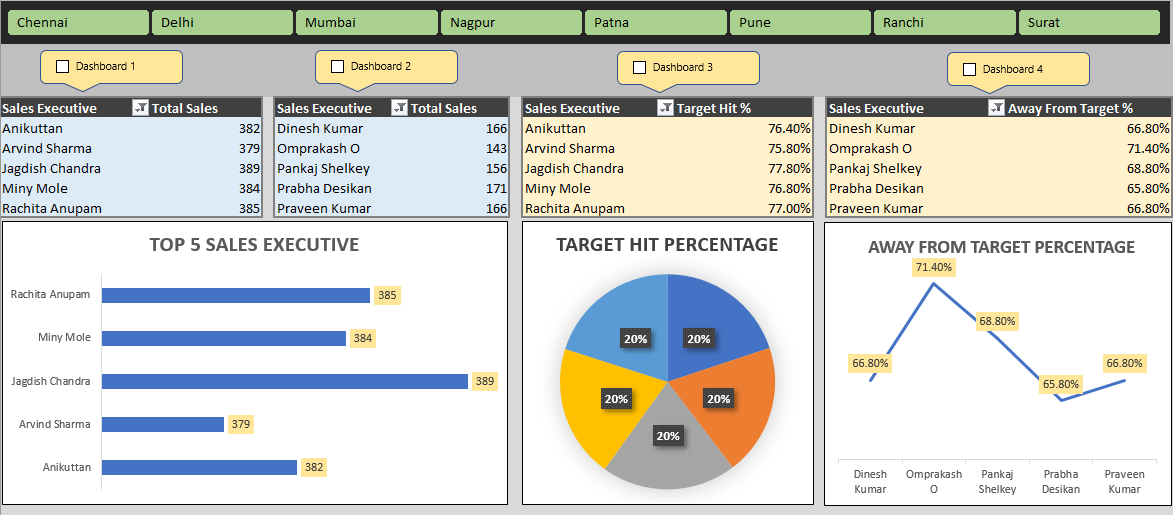 Chennai Delhi Mumbai Nagpur Patna Pune Ranchi Surat
Dashboard 1 Dashboard 2 Dashboard 3 Dashboard 4
Sales Executive Total Sales
Anikuttan 382
Arvind Sharma 379
Jagdish Chandra 389
Miny Mole 384
Rachita Anupam 385
Sales Executive Total Sales
Dinesh Kumar 166
Omprakash O 143
Pankaj Shelkey 156
Prabha Desikan 171
Praveen Kumar 166
Sales Executive Target Hit %
Anikuttan 76.40%
Arvind Sharma 75.80%
Jagdish Chandra 77.80%
Miny Mole 76.80%
Rachita Anupam 77.00%
Sales Executive Away From Target %
Dinesh Kumar 66.80%
Omprakash O 71.40%
Pankaj Shelkey 68.80%
Prabha Desikan 65.80%
Praveen Kumar 66.80%
TOP 5 SALES EXECUTIVE
Rachita Anupam 385
Miny Mole 384
Jagdish Chandra 389
Arvind Sharma 379
Anikuttan 382
TARGET HIT PERCENTAGE
20% 20%
20% 20%
20%
AWAY FROM TARGET PERCENTAGE
71.40%
68.80%
66.80% 66.80%
65.80%
Dinesh Omprakash Pankaj Prabha Praveen
Kumar O Shelkey Desikan Kumar